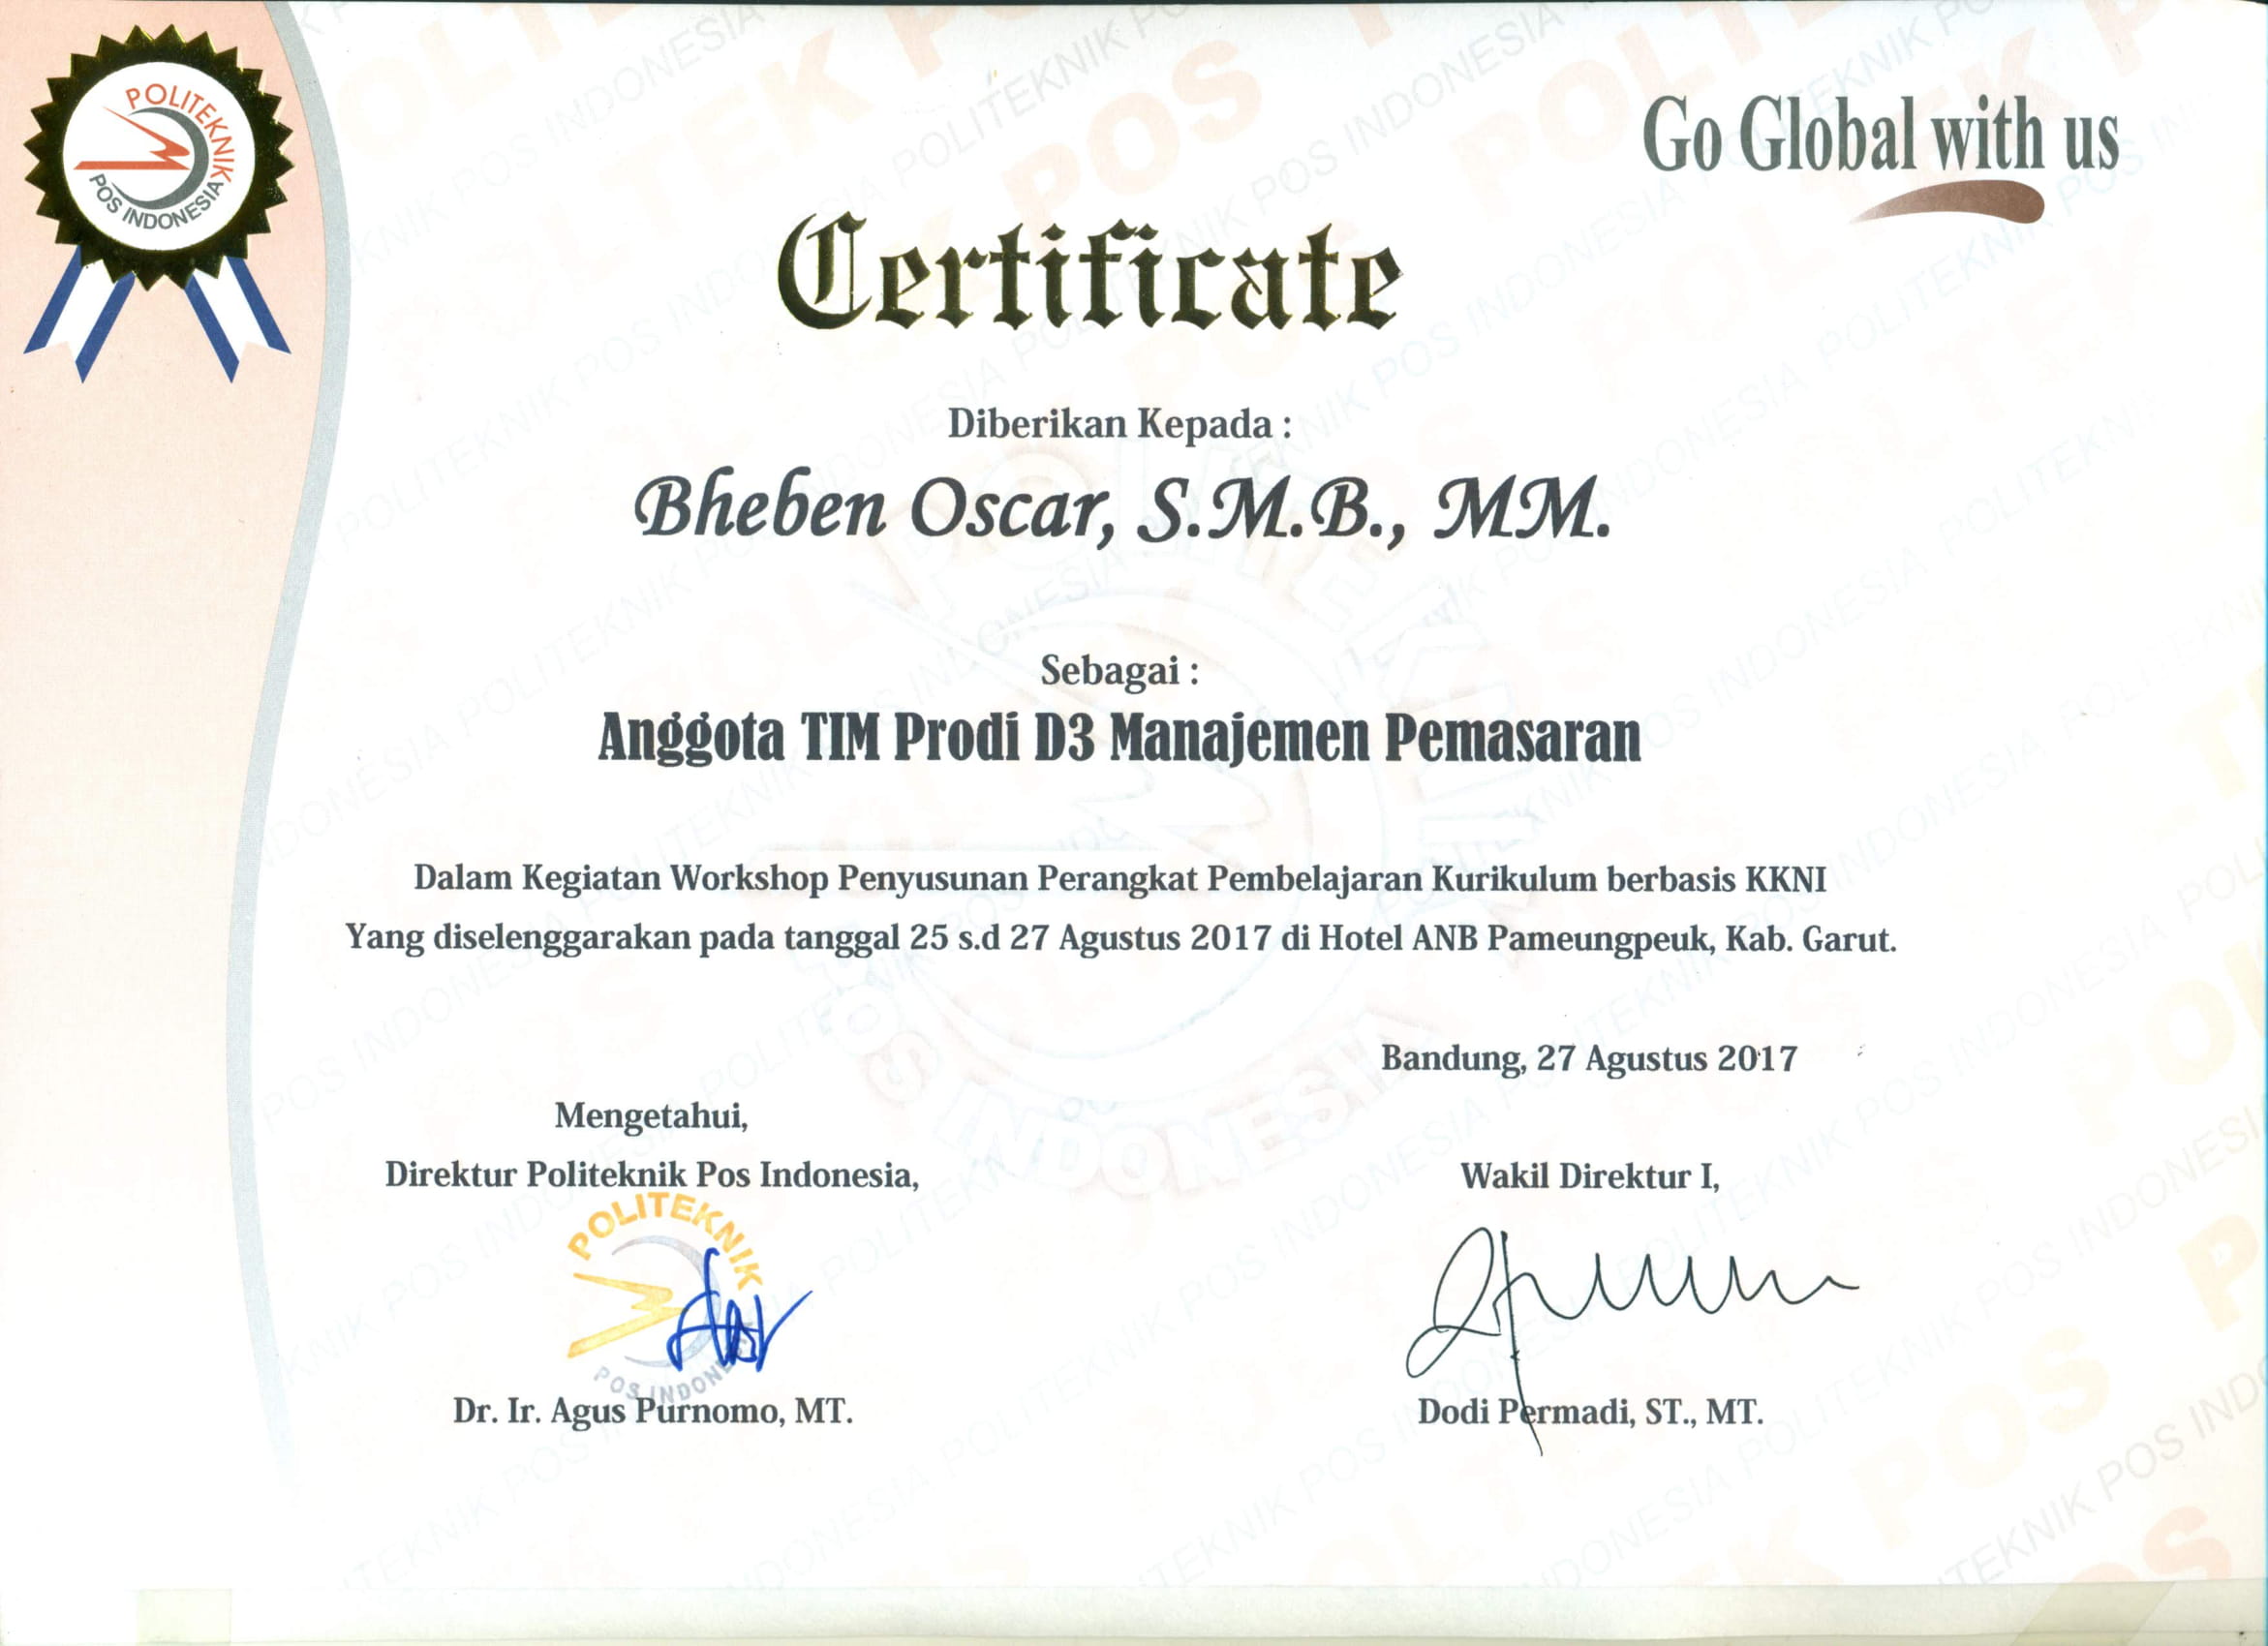 POLITEKNIK
POS INDONESIA
Go Global with us
Certificate
Diberikan Kepada :
Bheben Oscar, S.M.B., MM.
Sebagai :
Anggota TIM Prodi D3 Manajemen Pemasaran
Dalam Kegiatan Workshop Penyusunan Perangkat Pembelajaran Kurikulum berbasis KKNI
Yang diselenggarakan pada tanggal 25 s.d 27 Agustus 2017 di Hotel ANB Pameungpeuk, Kab. Garut.
Bandung, 27 Agustus 2017
Mengetahui,
Direktur Politeknik Pos Indonesia,
Wakil Direktur I,
POLITEKNIK
POS INDONESIA
Dr. Ir. Agus Purnomo, MT.
Dodi Permadi, ST., MT.